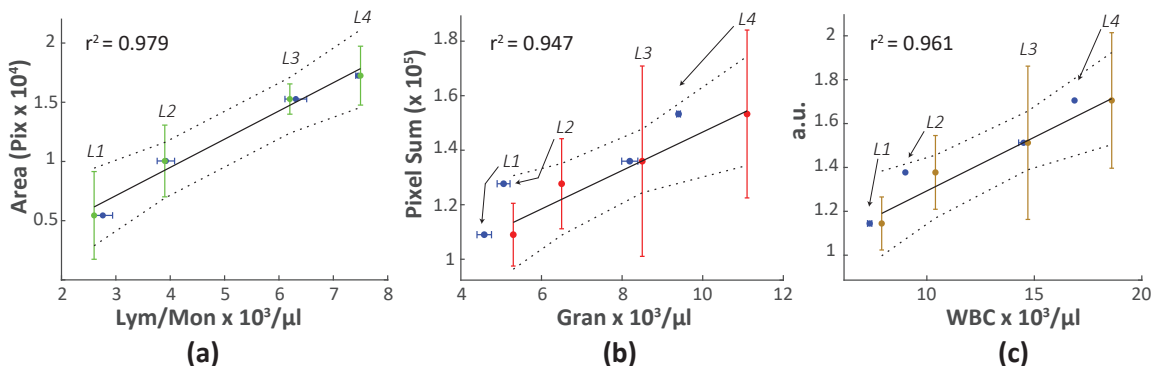 r² = 0.979
L1
L2
L3
L4
Area (Pix x 10⁴)
2
1.5
1
0.5
2 3 4 5 6 7 8
Lym/Mon x 10³/μl
(a)
r² = 0.947
L1
L2
L3
L4
Pixel Sum (x 10⁵)
1.8
1.6
1.4
1.2
1
4 6 8 10 12
Gran x 10³/μl
(b)
r² = 0.961
L1
L2
L3
L4
a.u.
2
1.8
1.6
1.4
1.2
1
10 15 20
WBC x 10³/μl
(c)